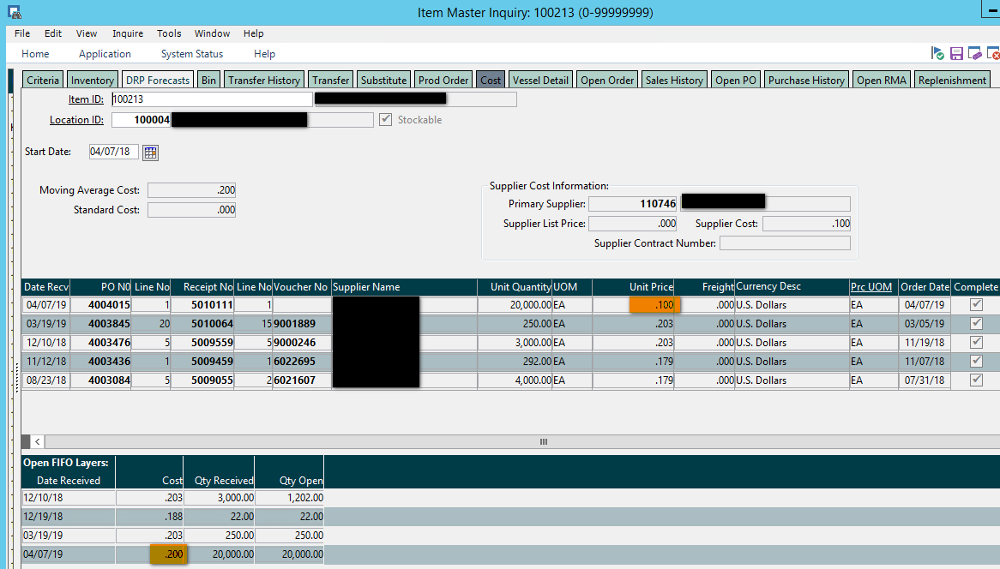 Item Master Inquiry: 100213 (0-99999999)
File Edit View Inquire Tools Window Help
Home Application System Status Help
Criteria Inventory DRP Forecasts Bin Transfer History Transfer Substitute Prod Order Cost Vessel Detail Open Order Sales History Open PO Purchase History Open RMA Replenishment
Item ID: 100213
Location ID: 100004 Stockable
Start Date: 04/07/18
Moving Average Cost: .200
Standard Cost: .000
Supplier Cost Information:
Primary Supplier: 110746
Supplier List Price: .000 Supplier Cost: .100
Supplier Contract Number:
Date Recv PO N0 Line No Receipt No Line No Voucher No Supplier Name Unit Quantity UOM Unit Price Freight Currency Desc Prc UOM Order Date Complete
04/07/19 4004015 1 5010111 1 20,000.00 EA .100 .000 U.S. Dollars EA 04/07/19
03/19/19 4003845 20 5010064 15 9001889 250.00 EA .203 .000 U.S. Dollars EA 03/05/19
12/10/18 4003476 5 5009559 5 9000246 3,000.00 EA .203 .000 U.S. Dollars EA 11/19/18
11/12/18 4003436 1 5009459 1 6022695 292.00 EA .179 .000 U.S. Dollars EA 11/07/18
08/23/18 4003084 5 5009055 2 6021607 4,000.00 EA .179 .000 U.S. Dollars EA 07/31/18
Open FIFO Layers:
Date Received Cost Qty Received Qty Open
12/10/18 .203 3,000.00 1,202.00
12/19/18 .188 22.00 22.00
03/19/19 .203 250.00 250.00
04/07/19 .200 20,000.00 20,000.00